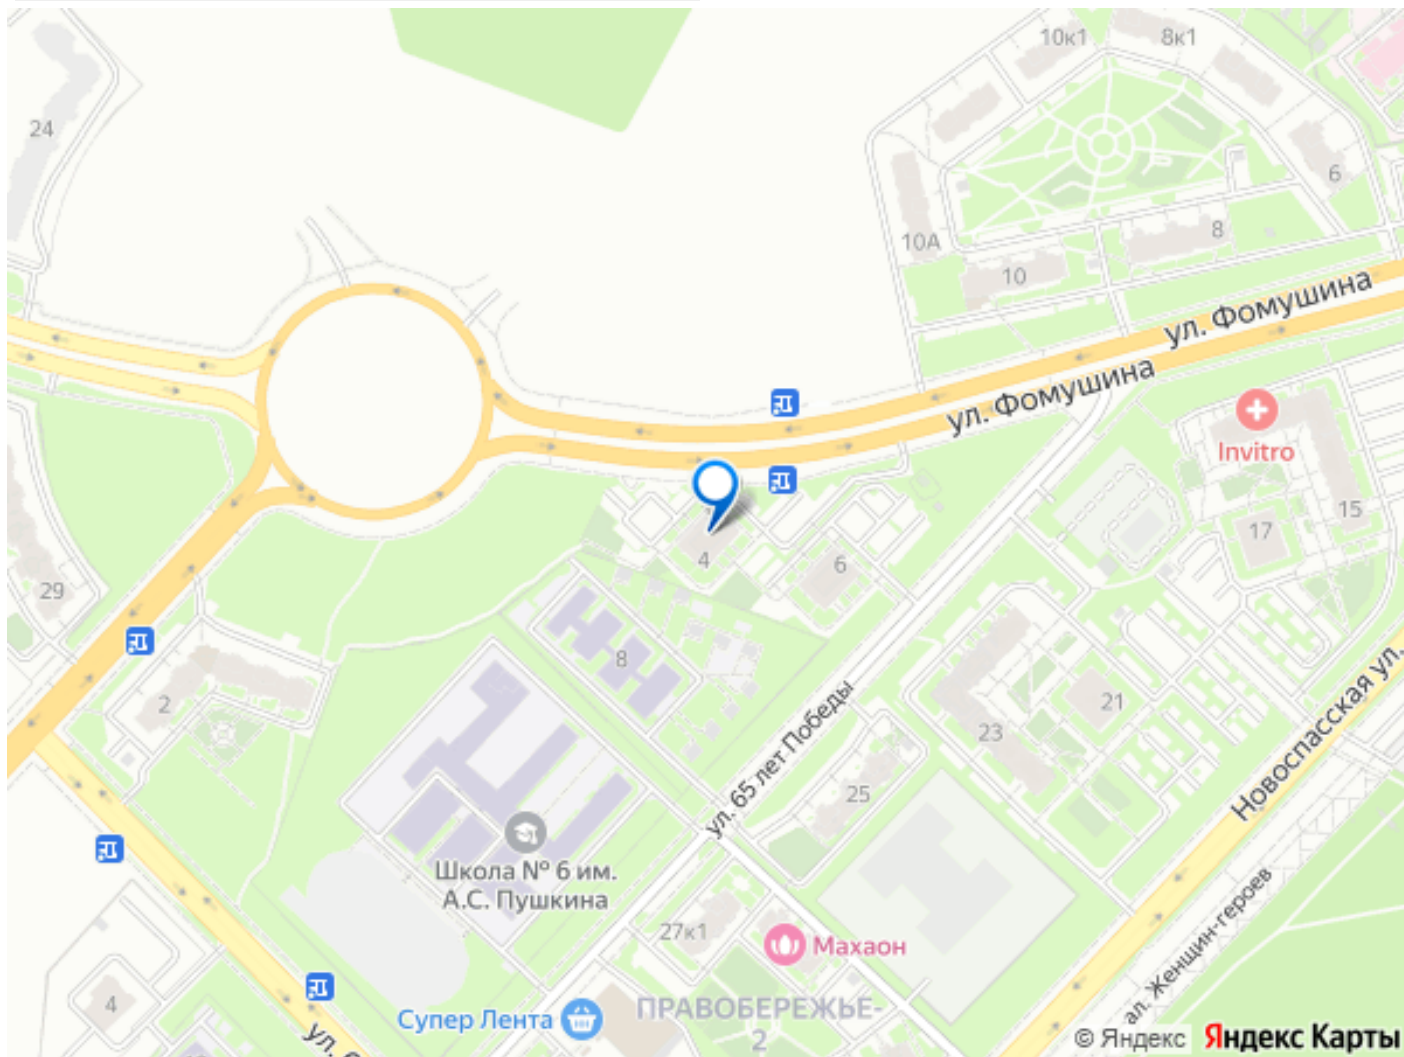 10к1
8к1
24
6
8
10А
10
ул. Фомушина
ул. Фомушина
Invitro
15
17
4
6
29
8
2
21
23
ул. 65 лет Победы
25
Новоспасская ул.
Школа № 6 им.
А.С. Пушкина
27к1
Махаон
ал. Женщин-героев
4
Супер Лента
ПРАВОБЕРЕЖЬЕ-
2
ул.
© Яндекс Яндекс Карты